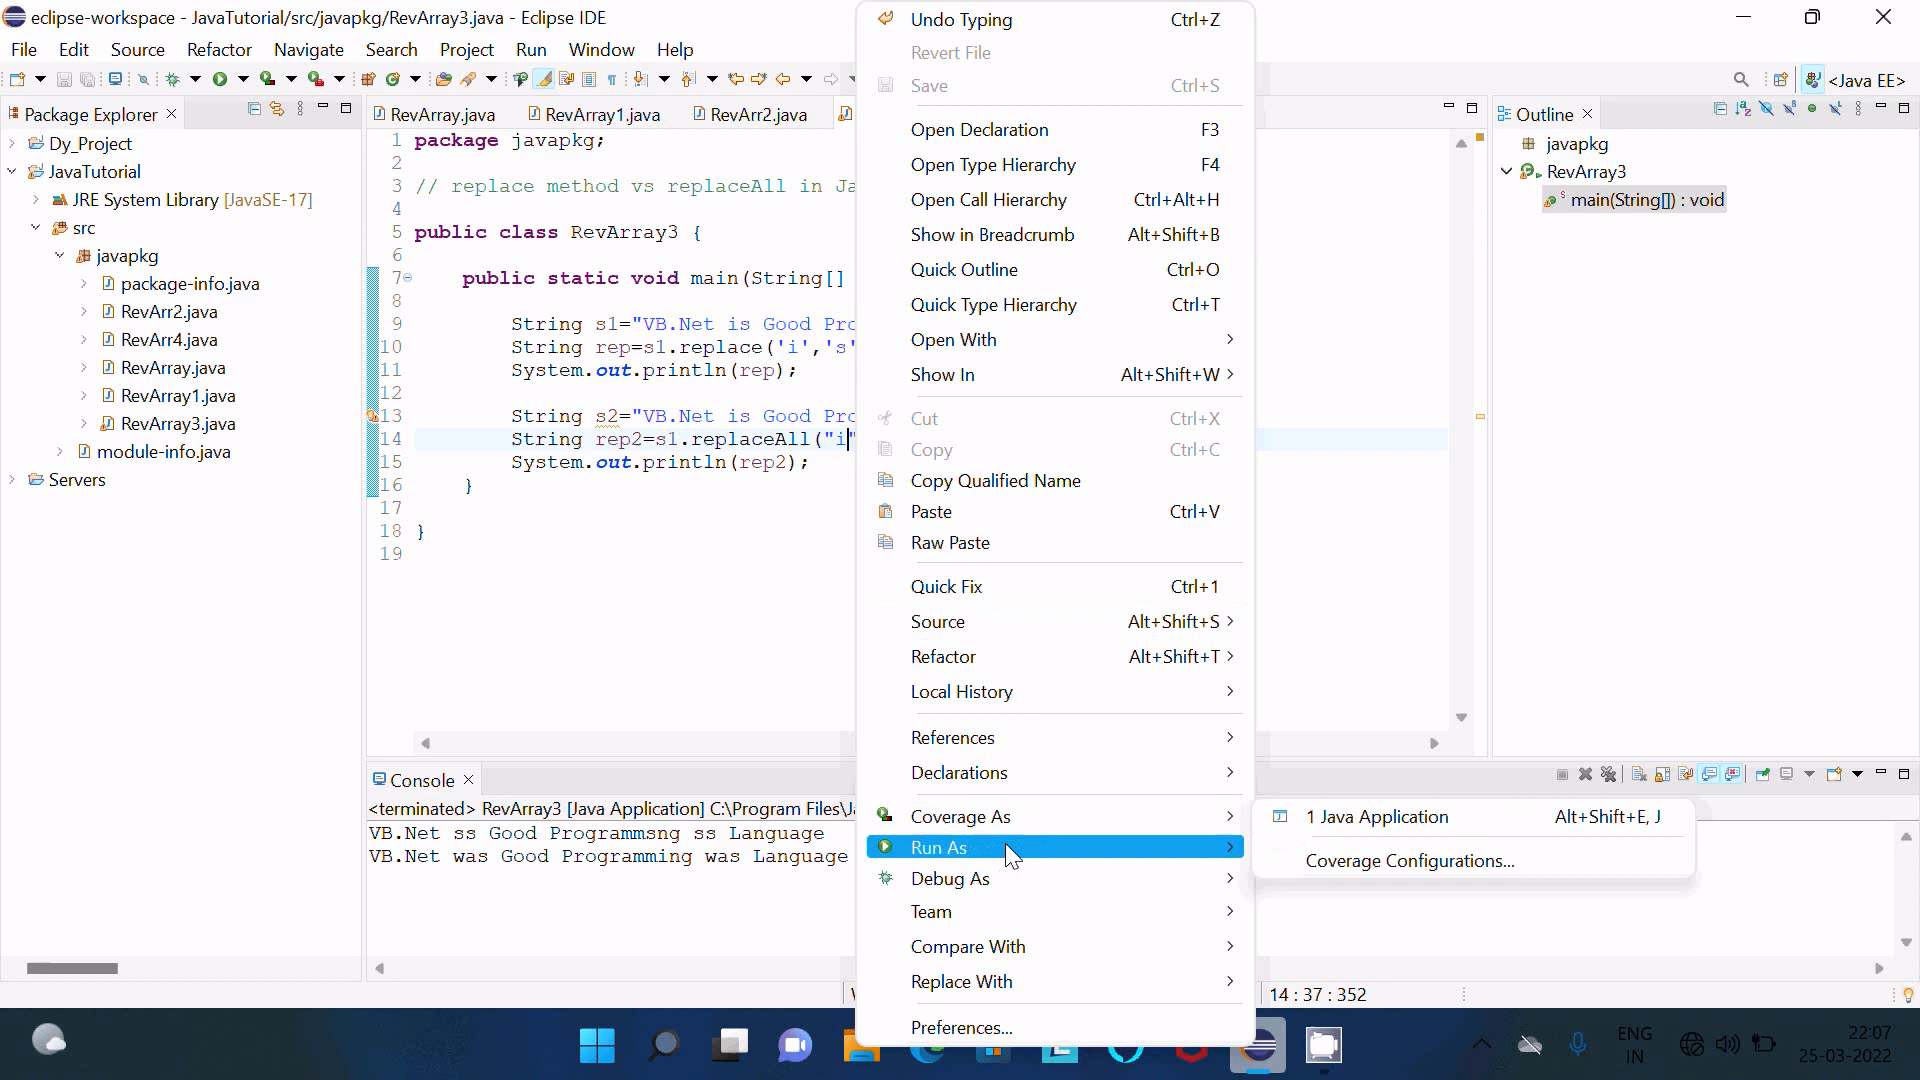 eclipse-workspace - JavaTutorial/src/javapkg/RevArray3.java - Eclipse IDE
File Edit Source Refactor Navigate Search Project Run Window Help
<Java EE>
Package Explorer
Dy_Project
JavaTutorial
JRE System Library [JavaSE-17]
src
javapkg
package-info.java
RevArr2.java
RevArr4.java
RevArray.java
RevArray1.java
RevArray3.java
module-info.java
Servers
RevArray.java RevArray1.java RevArr2.java
1 package javapkg;
2
3 // replace method vs replaceAll in Ja
4
5 public class RevArray3 {
6
7 public static void main(String[]
8
9 String s1="VB.Net is Good Pro
10 String rep=s1.replace('i','s'
11 System.out.println(rep);
12
13 String s2="VB.Net is Good Pro
14 String rep2=s1.replaceAll("i"
15 System.out.println(rep2);
16 }
17
18 }
19
Undo Typing Ctrl+Z
Revert File
Save Ctrl+S
Open Declaration F3
Open Type Hierarchy F4
Open Call Hierarchy Ctrl+Alt+H
Show in Breadcrumb Alt+Shift+B
Quick Outline Ctrl+O
Quick Type Hierarchy Ctrl+T
Open With
Show In Alt+Shift+W
Cut Ctrl+X
Copy Ctrl+C
Copy Qualified Name
Paste Ctrl+V
Raw Paste
Quick Fix Ctrl+1
Source Alt+Shift+S
Refactor Alt+Shift+T
Local History
References
Declarations
Coverage As
Run As
Debug As
Team
Compare With
Replace With
Preferences...
1 Java Application Alt+Shift+E, J
Coverage Configurations...
Outline
javapkg
RevArray3
main(String[]) : void
Console
<terminated> RevArray3 [Java Application] C:\Program Files\Ja
VB.Net ss Good Programmsng ss Language
VB.Net was Good Programming was Language
14 : 37 : 352
ENG
IN
22:07
25-03-2022